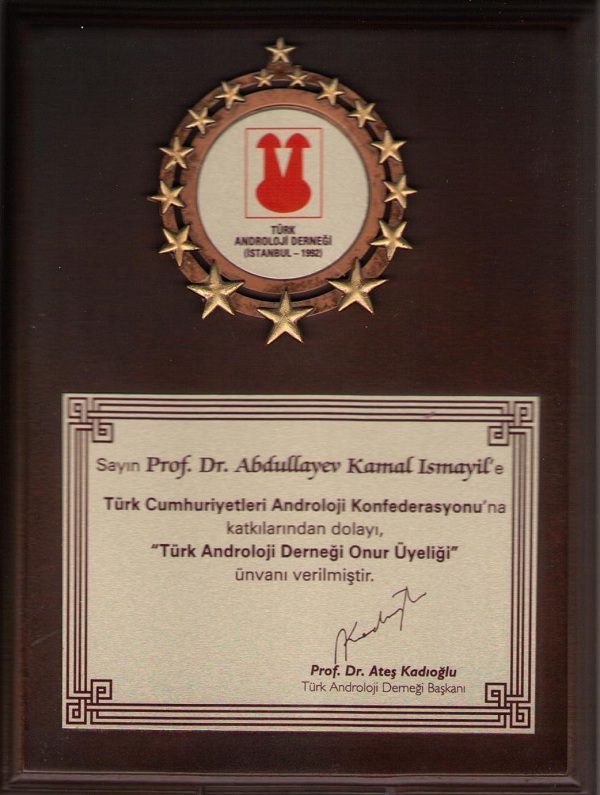 TÜRK
ANDROLOJİ DERNEĞİ
(İSTANBUL – 1992)
Sayın Prof. Dr. Abdullayev Kamal Ismayil'e
Türk Cumhuriyetleri Androloji Konfederasyonu'na
katkılarından dolayı,
"Türk Androloji Derneği Onur Üyeliği"
ünvanı verilmiştir.
Prof. Dr. Ateş Kadıoğlu
Türk Androloji Derneği Başkanı